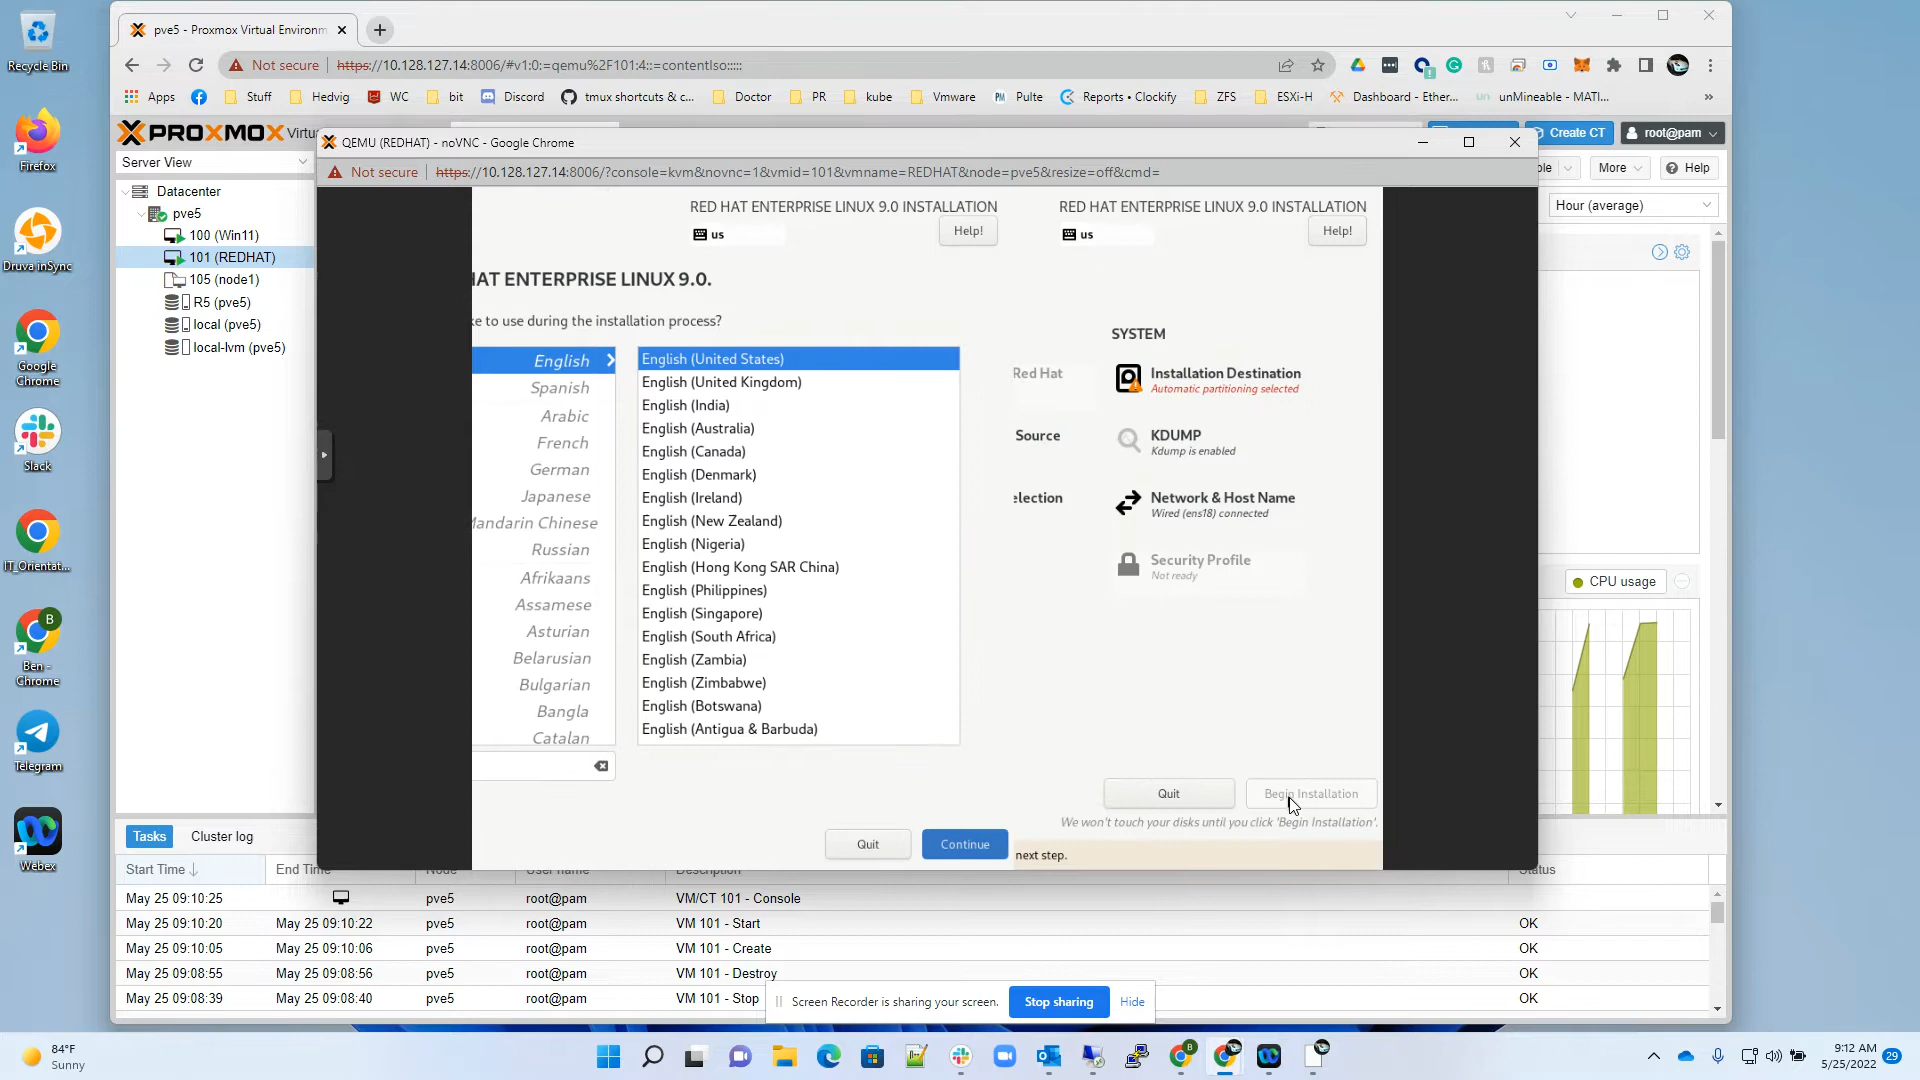 Recycle Bin
Firefox
Druva inSync
Google
Chrome
Slack
IT_Orientat...
Ben -
Chrome
Telegram
Webex
pve5 - Proxmox Virtual Environm
Not secure
https://10.128.127.14:8006/#v1:0:=qemu%2F101:4::=contentIso:::::
Apps
Stuff
Hedvig
WC
bit
Discord
tmux shortcuts & c...
Doctor
PR
kube
Vmware
Pulte
Reports • Clockify
ZFS
ESXi-H
Dashboard - Ether...
unMineable - MATI...
»
PROXMOX Virtu
Create CT
root@pam
Server View
ble
More
Help
Hour (average)
Datacenter
pve5
100 (Win11)
101 (REDHAT)
105 (node1)
R5 (pve5)
local (pve5)
local-lvm (pve5)
CPU usage
QEMU (REDHAT) - noVNC - Google Chrome
Not secure
https://10.128.127.14:8006/?console=kvm&novnc=1&vmid=101&vmname=REDHAT&node=pve5&resize=off&cmd=
RED HAT ENTERPRISE LINUX 9.0 INSTALLATION
us
Help!
RED HAT ENTERPRISE LINUX 9.0 INSTALLATION
us
Help!
HAT ENTERPRISE LINUX 9.0.
ke to use during the installation process?
English
Spanish
Arabic
French
German
Japanese
Mandarin Chinese
Russian
Afrikaans
Assamese
Asturian
Belarusian
Bulgarian
Bangla
Catalan
English (United States)
English (United Kingdom)
English (India)
English (Australia)
English (Canada)
English (Denmark)
English (Ireland)
English (New Zealand)
English (Nigeria)
English (Hong Kong SAR China)
English (Philippines)
English (Singapore)
English (South Africa)
English (Zambia)
English (Zimbabwe)
English (Botswana)
English (Antigua & Barbuda)
Red Hat
Source
election
SYSTEM
Installation Destination
Automatic partitioning selected
KDUMP
Kdump is enabled
Network & Host Name
Wired (ens18) connected
Security Profile
Not ready
Quit
Begin Installation
We won't touch your disks until you click 'Begin Installation'.
Quit
Continue
next step.
Tasks
Cluster log
Start Time
End Time
Node
User name
Description
Status
May 25 09:10:25
pve5
root@pam
VM/CT 101 - Console
May 25 09:10:20
May 25 09:10:22
pve5
root@pam
VM 101 - Start
OK
May 25 09:10:05
May 25 09:10:06
pve5
root@pam
VM 101 - Create
OK
May 25 09:08:55
May 25 09:08:56
pve5
root@pam
VM 101 - Destroy
OK
May 25 09:08:39
May 25 09:08:40
pve5
root@pam
VM 101 - Stop
OK
Screen Recorder is sharing your screen.
Stop sharing
Hide
84°F
Sunny
9:12 AM
5/25/2022
29